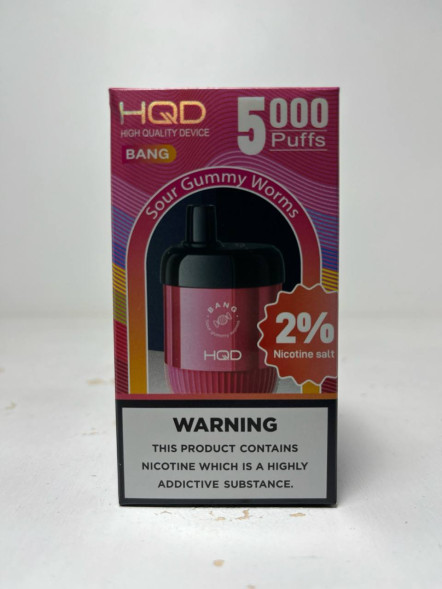 HQD
HIGH QUALITY DEVICE
BANG
5000
Puffs
Sour Gummy Worms
BANG
HQD
2%
Nicotine salt
WARNING
THIS PRODUCT CONTAINS
NICOTINE WHICH IS A HIGHLY
ADDICTIVE SUBSTANCE.